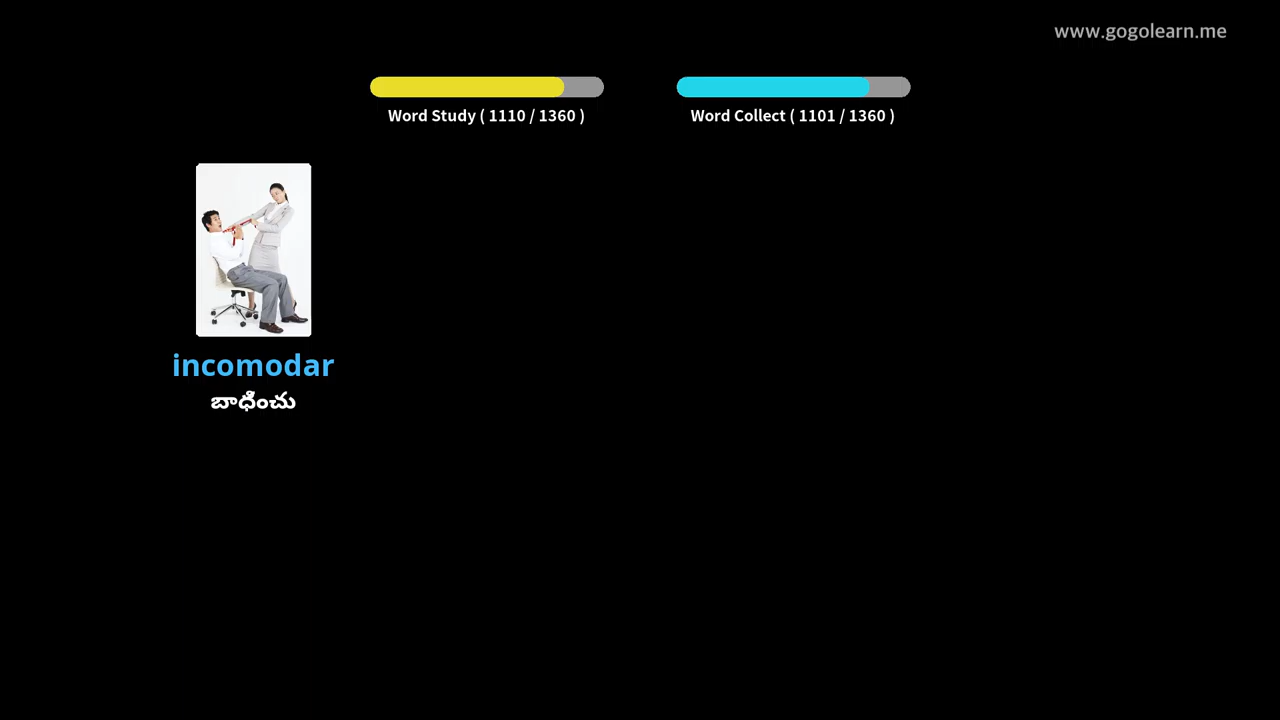 www.gogolearn.me
Word Study ( 1110 / 1360 )
Word Collect ( 1101 / 1360 )
incomodar
బాధించు